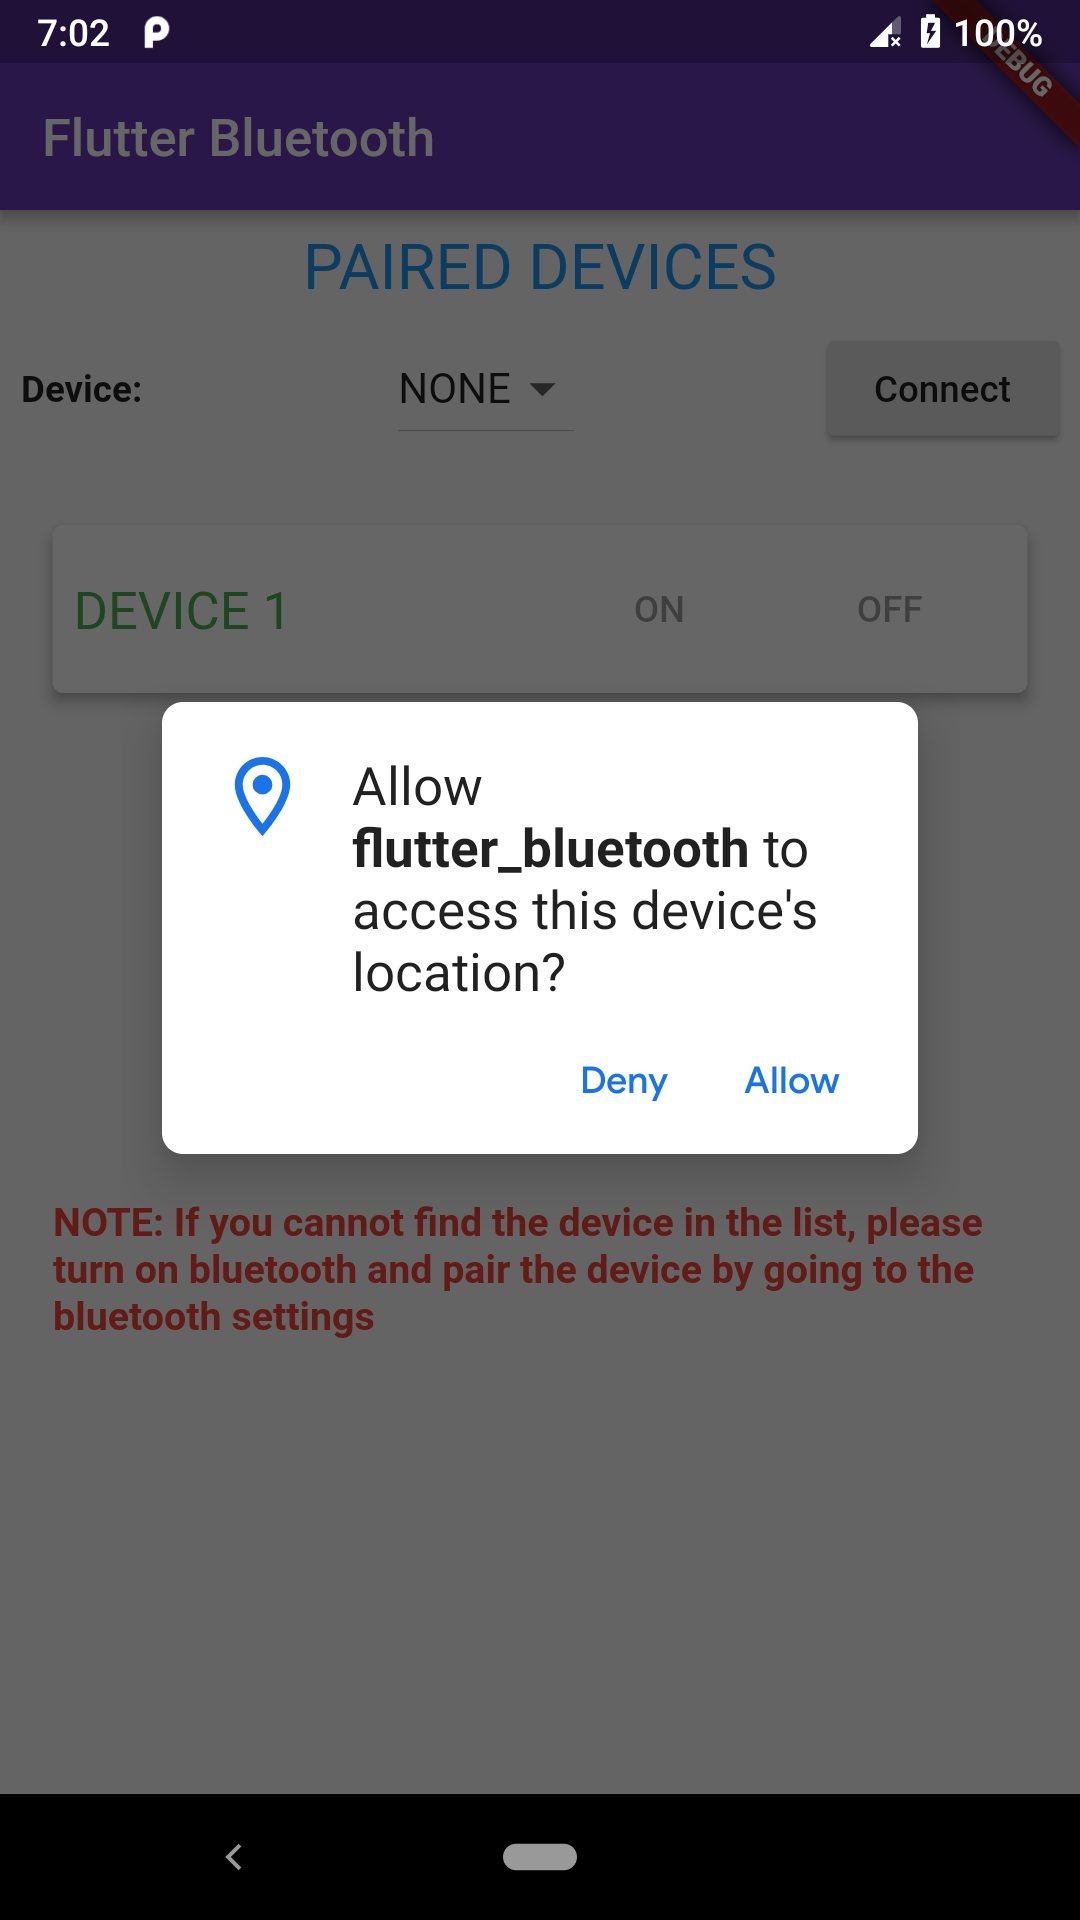 7:02
100%
DEBUG
Flutter Bluetooth
PAIRED DEVICES
Device: NONE Connect
DEVICE 1 ON OFF
Allow
flutter_bluetooth to
access this device's
location?
Deny Allow
NOTE: If you cannot find the device in the list, please
turn on bluetooth and pair the device by going to the
bluetooth settings